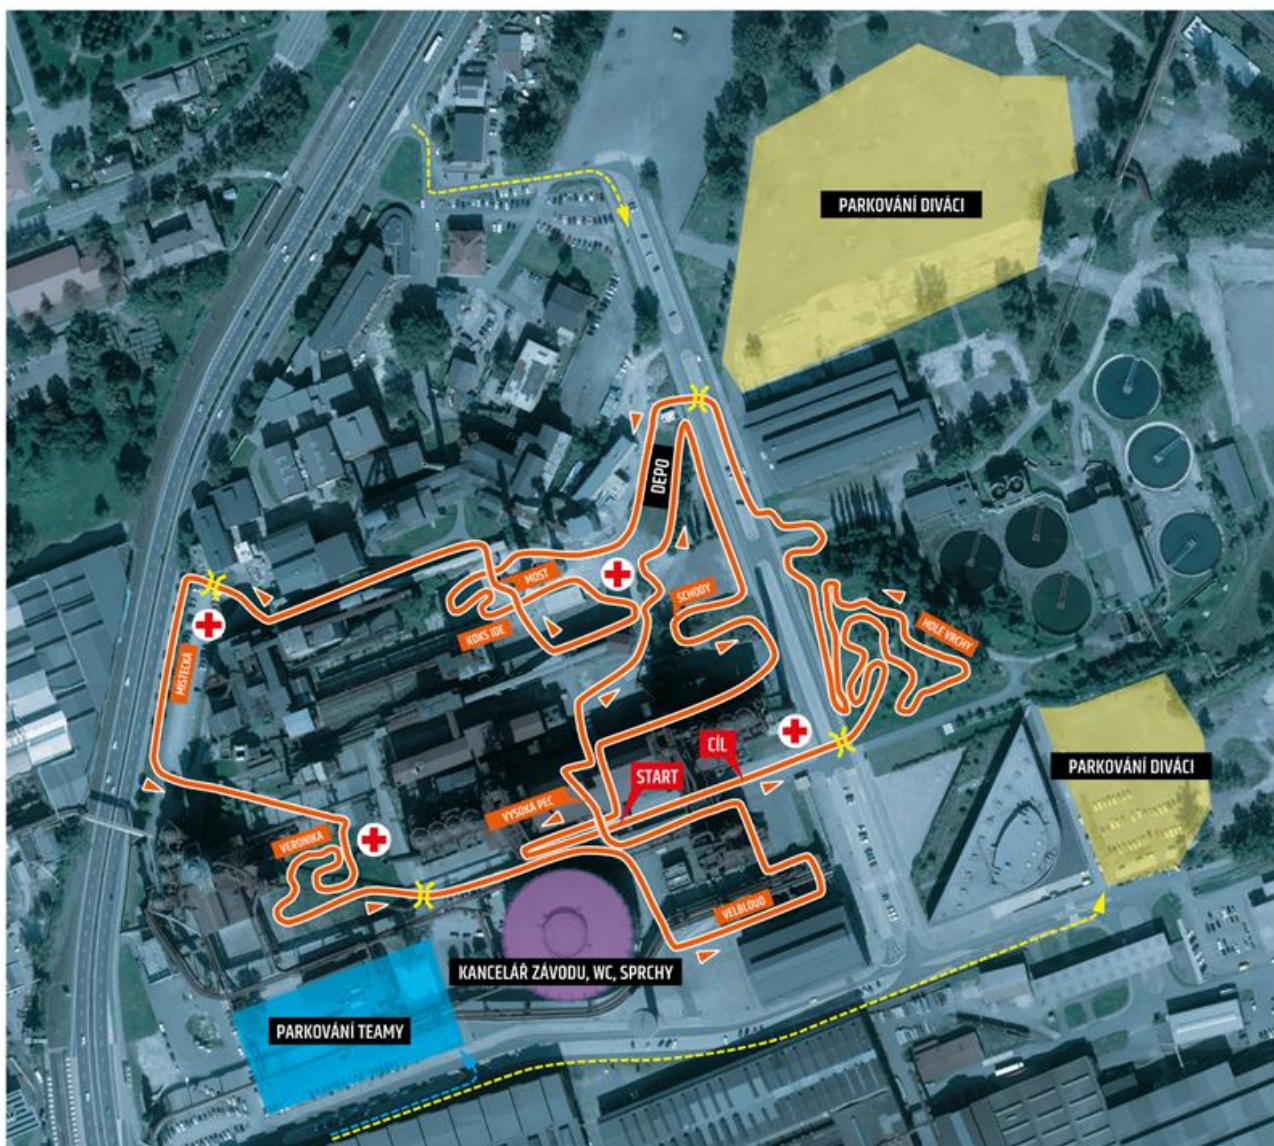 PARKOVÁNÍ DIVÁCI
DEPO
MOST
SCHODY
KOKS IDE
HOLÉ VRCHY
MÍSTECKÁ
CÍL
PARKOVÁNÍ DIVÁCI
START
VYSOKÁ PEC
VERONIKA
VELBLOUD
KANCELÁŘ ZÁVODU, WC, SPRCHY
PARKOVÁNÍ TEAMY